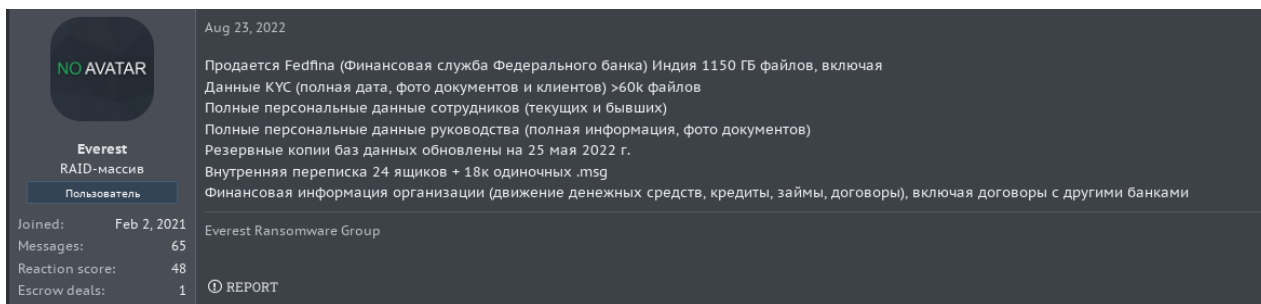 NO AVATAR
Everest
RAID-массив
Пользователь
Joined: Feb 2, 2021
Messages: 65
Reaction score: 48
Escrow deals: 1
Aug 23, 2022
Продается Fedfina (Финансовая служба Федерального банка) Индия 1150 ГБ файлов, включая
Данные KYC (полная дата, фото документов и клиентов) >60k файлов
Полные персональные данные сотрудников (текущих и бывших)
Полные персональные данные руководства (полная информация, фото документов)
Резервные копии баз данных обновлены на 25 мая 2022 г.
Внутренняя переписка 24 ящиков + 18к одиночных .msg
Финансовая информация организации (движение денежных средств, кредиты, займы, договоры), включая договоры с другими банками
Everest Ransomware Group
REPORT